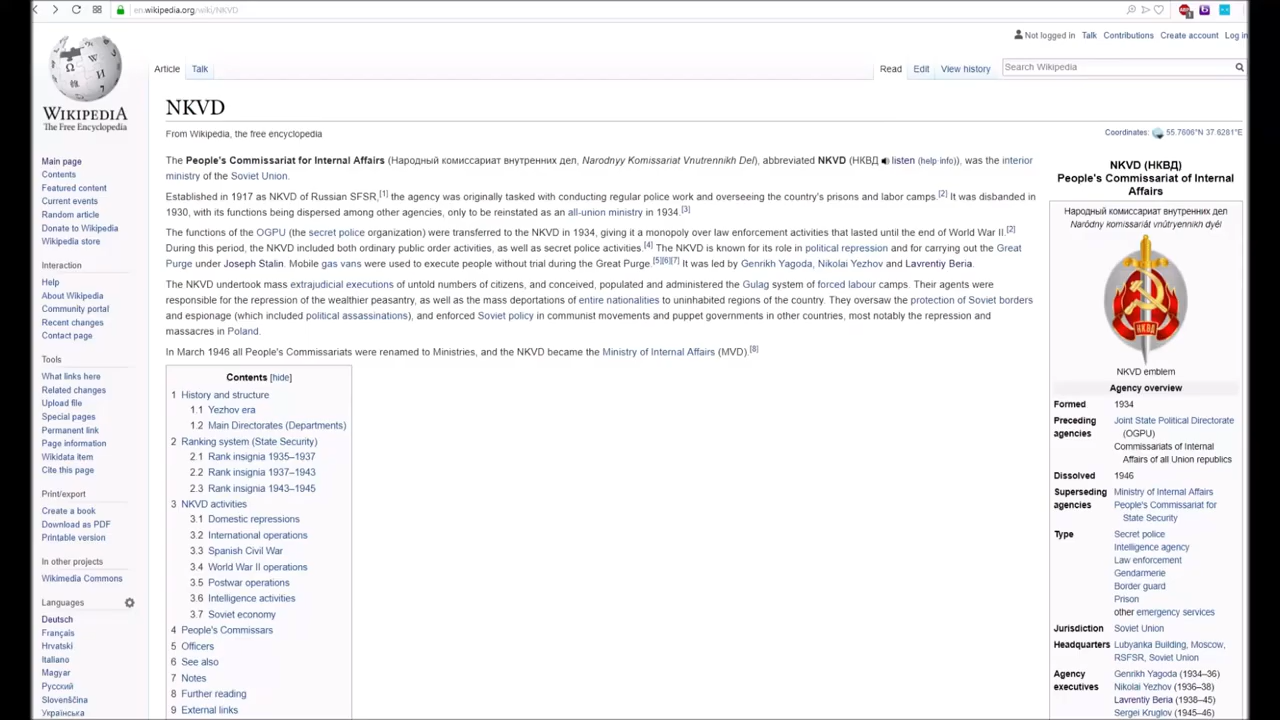 en.wikipedia.org/wiki/NKVD
Not logged in Talk Contributions Create account Log in
Article Talk Read Edit View history Search Wikipedia
WIKIPEDIA
The Free Encyclopedia
Main page
Contents
Featured content
Current events
Random article
Donate to Wikipedia
Wikipedia store
Interaction
Help
About Wikipedia
Community portal
Recent changes
Contact page
Tools
What links here
Related changes
Upload file
Special pages
Permanent link
Page information
Wikidata item
Cite this page
Print/export
Create a book
Download as PDF
Printable version
In other projects
Wikimedia Commons
Languages
Deutsch
Français
Hrvatski
Italiano
Magyar
Русский
Slovenščina
Українська
NKVD
From Wikipedia, the free encyclopedia
Coordinates: 55.7606°N 37.6281°E
The People's Commissariat for Internal Affairs (Народный комиссариат внутренних дел, Narodnyy Komissariat Vnutrennikh Del), abbreviated NKVD (НКВД listen (help·info)), was the interior
ministry of the Soviet Union.
Established in 1917 as NKVD of Russian SFSR,[1] the agency was originally tasked with conducting regular police work and overseeing the country's prisons and labor camps.[2] It was disbanded in
1930, with its functions being dispersed among other agencies, only to be reinstated as an all-union ministry in 1934.[3]
The functions of the OGPU (the secret police organization) were transferred to the NKVD in 1934, giving it a monopoly over law enforcement activities that lasted until the end of World War II.[2]
During this period, the NKVD included both ordinary public order activities, as well as secret police activities.[4] The NKVD is known for its role in political repression and for carrying out the Great
Purge under Joseph Stalin. Mobile gas vans were used to execute people without trial during the Great Purge.[5][6][7] It was led by Genrikh Yagoda, Nikolai Yezhov and Lavrentiy Beria.
The NKVD undertook mass extrajudicial executions of untold numbers of citizens, and conceived, populated and administered the Gulag system of forced labour camps. Their agents were
responsible for the repression of the wealthier peasantry, as well as the mass deportations of entire nationalities to uninhabited regions of the country. They oversaw the protection of Soviet borders
and espionage (which included political assassinations), and enforced Soviet policy in communist movements and puppet governments in other countries, most notably the repression and
massacres in Poland.
In March 1946 all People's Commissariats were renamed to Ministries, and the NKVD became the Ministry of Internal Affairs (MVD).[8]
Contents [hide]
1 History and structure
1.1 Yezhov era
1.2 Main Directorates (Departments)
2 Ranking system (State Security)
2.1 Rank insignia 1935–1937
2.2 Rank insignia 1937–1943
2.3 Rank insignia 1943–1945
3 NKVD activities
3.1 Domestic repressions
3.2 International operations
3.3 Spanish Civil War
3.4 World War II operations
3.5 Postwar operations
3.6 Intelligence activities
3.7 Soviet economy
4 People's Commissars
5 Officers
6 See also
7 Notes
8 Further reading
9 External links
NKVD (НКВД)
People's Commissariat of Internal
Affairs
Народный комиссариат внутренних дел
Naródny komissariát vnútryennikh dyél
НКВД
NKVD emblem
Agency overview
Formed 1934
Preceding agencies Joint State Political Directorate
(OGPU)
Commissariats of Internal
Affairs of all Union republics
Dissolved 1946
Superseding agencies Ministry of Internal Affairs
People's Commissariat for
State Security
Type Secret police
Intelligence agency
Law enforcement
Gendarmerie
Border guard
Prison
other emergency services
Jurisdiction Soviet Union
Headquarters Lubyanka Building, Moscow,
RSFSR, Soviet Union
Agency executives Genrikh Yagoda (1934–36)
Nikolai Yezhov (1936–38)
Lavrentiy Beria (1938–45)
Sergei Kruglov (1945–46)